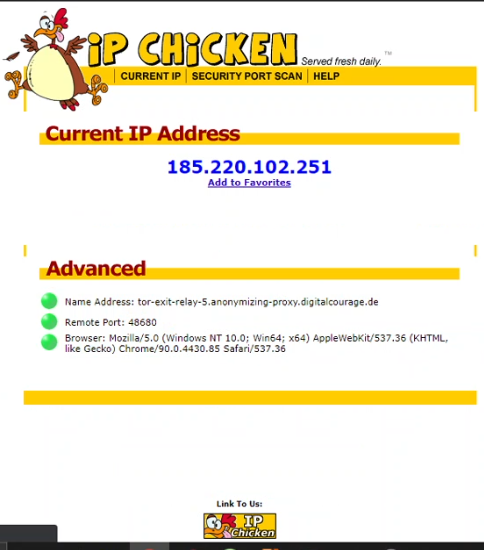 iP CHiCKEN
Served fresh daily.
TM
CURRENT IP | SECURITY PORT SCAN | HELP
Current IP Address
185.220.102.251
Add to Favorites
Advanced
Name Address: tor-exit-relay-5.anonymizing-proxy.digitalcourage.de
Remote Port: 48680
Browser: Mozilla/5.0 (Windows NT 10.0; Win64; x64) AppleWebKit/537.36 (KHTML,
like Gecko) Chrome/90.0.4430.85 Safari/537.36
Link To Us:
IP
Chicken